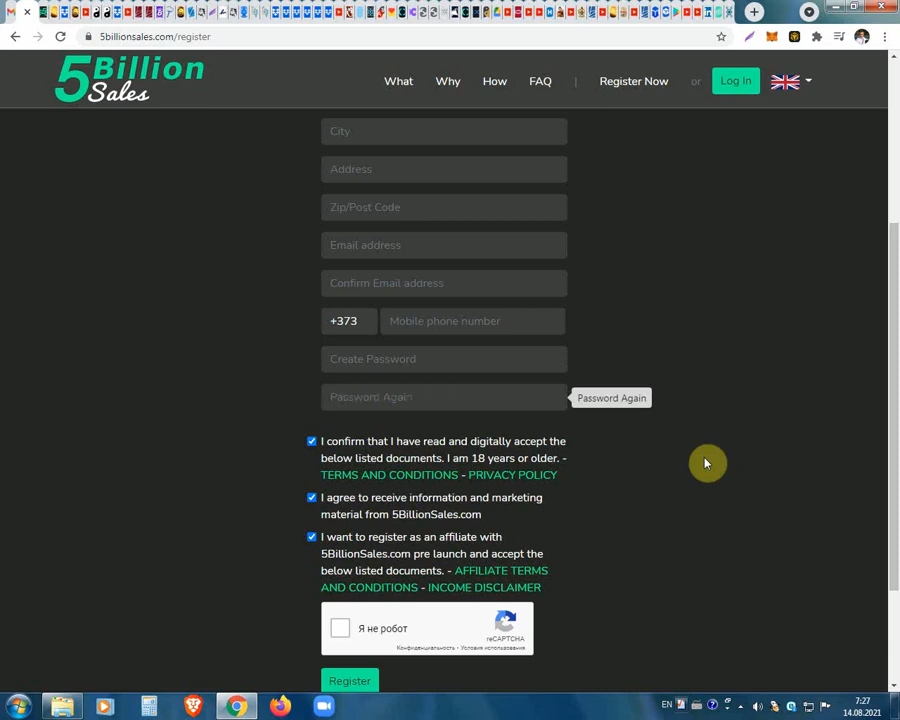 5billionsales.com/register
5Billion
Sales
What
Why
How
FAQ
|
Register Now
or
Log In
City
Address
Zip/Post Code
Email address
Confirm Email address
+373
Mobile phone number
Create Password
Password Again
Password Again
I confirm that I have read and digitally accept the
below listed documents. I am 18 years or older. -
TERMS AND CONDITIONS - PRIVACY POLICY
I agree to receive information and marketing
material from 5BillionSales.com
I want to register as an affiliate with
5BillionSales.com pre launch and accept the
below listed documents. - AFFILIATE TERMS
AND CONDITIONS - INCOME DISCLAIMER
Я не робот
reCAPTCHA
Конфиденциальность - Условия использования
Register
EN
7:27
14.08.2021